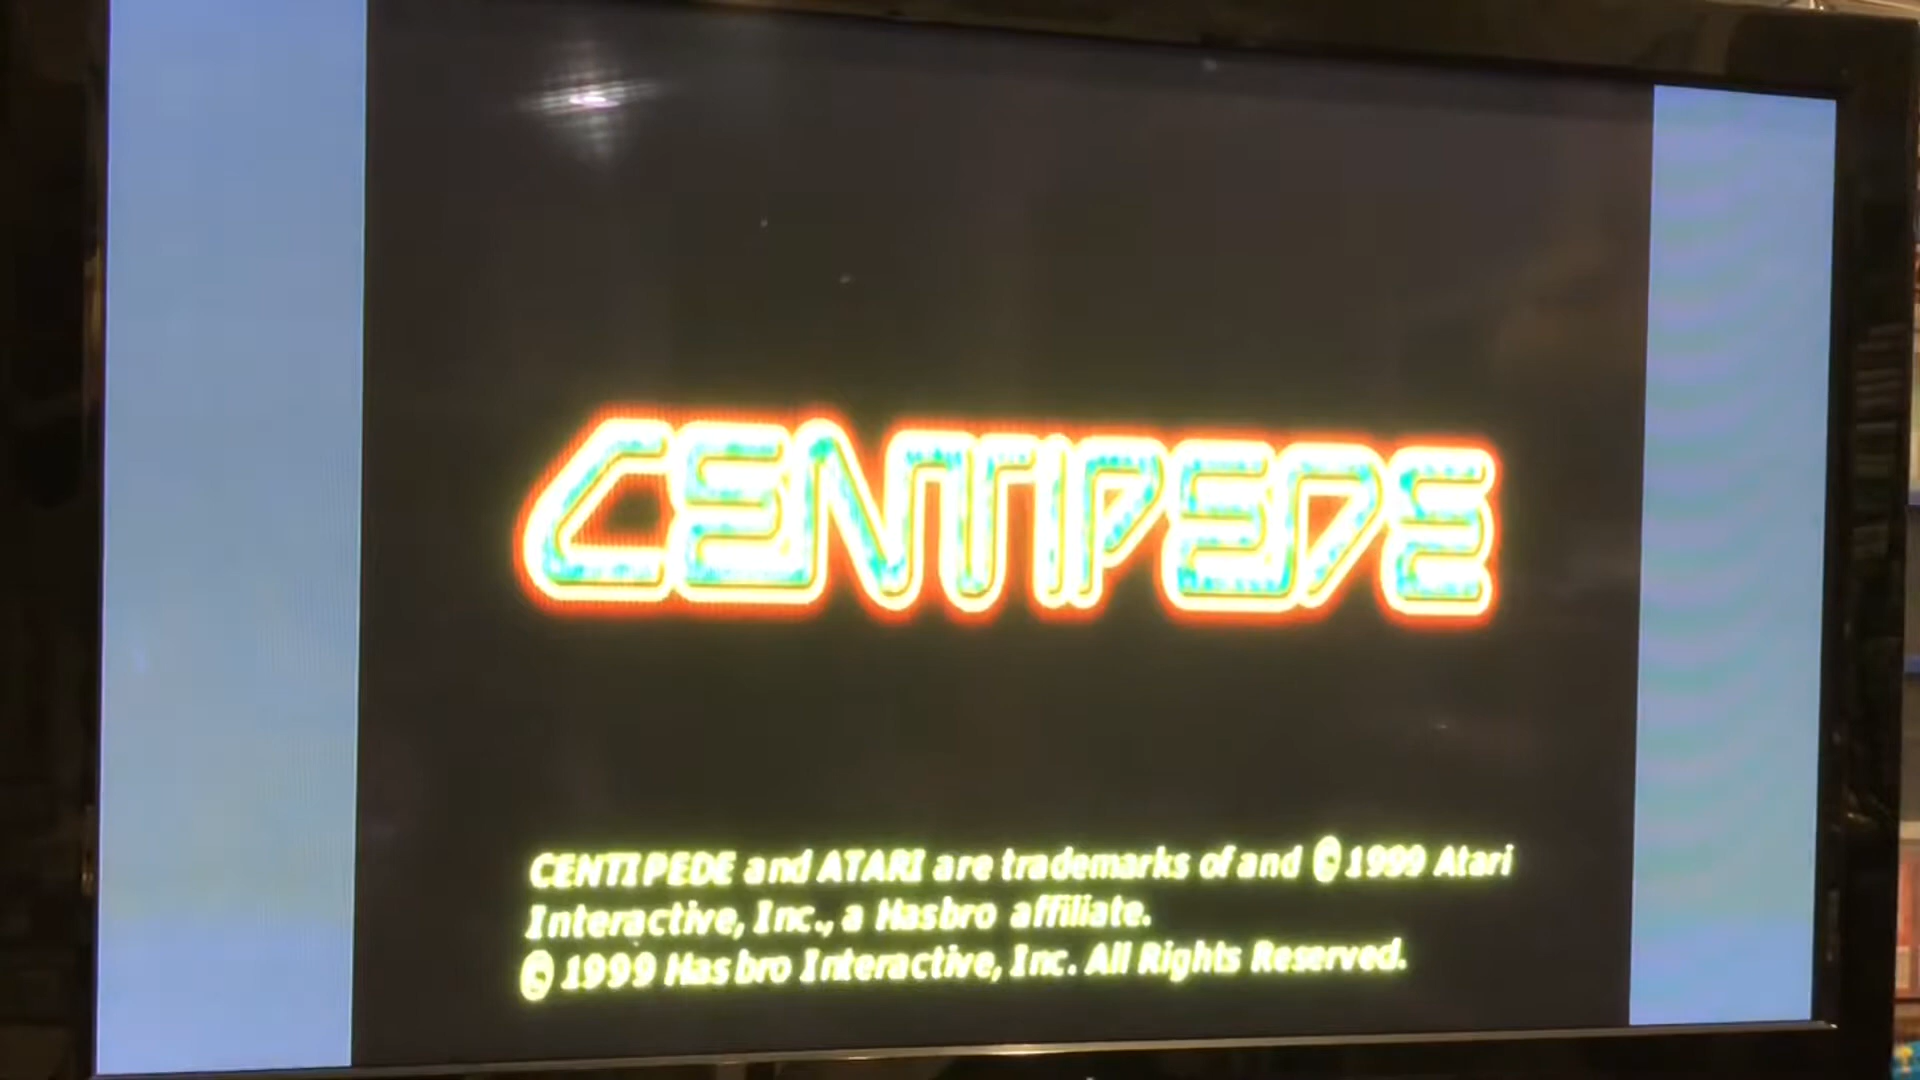 CENTIPEDE
CENTIPEDE and ATARI are trademarks of and © 1999 Atari
Interactive, Inc., a Hasbro affiliate.
© 1999 Hasbro Interactive, Inc. All Rights Reserved.